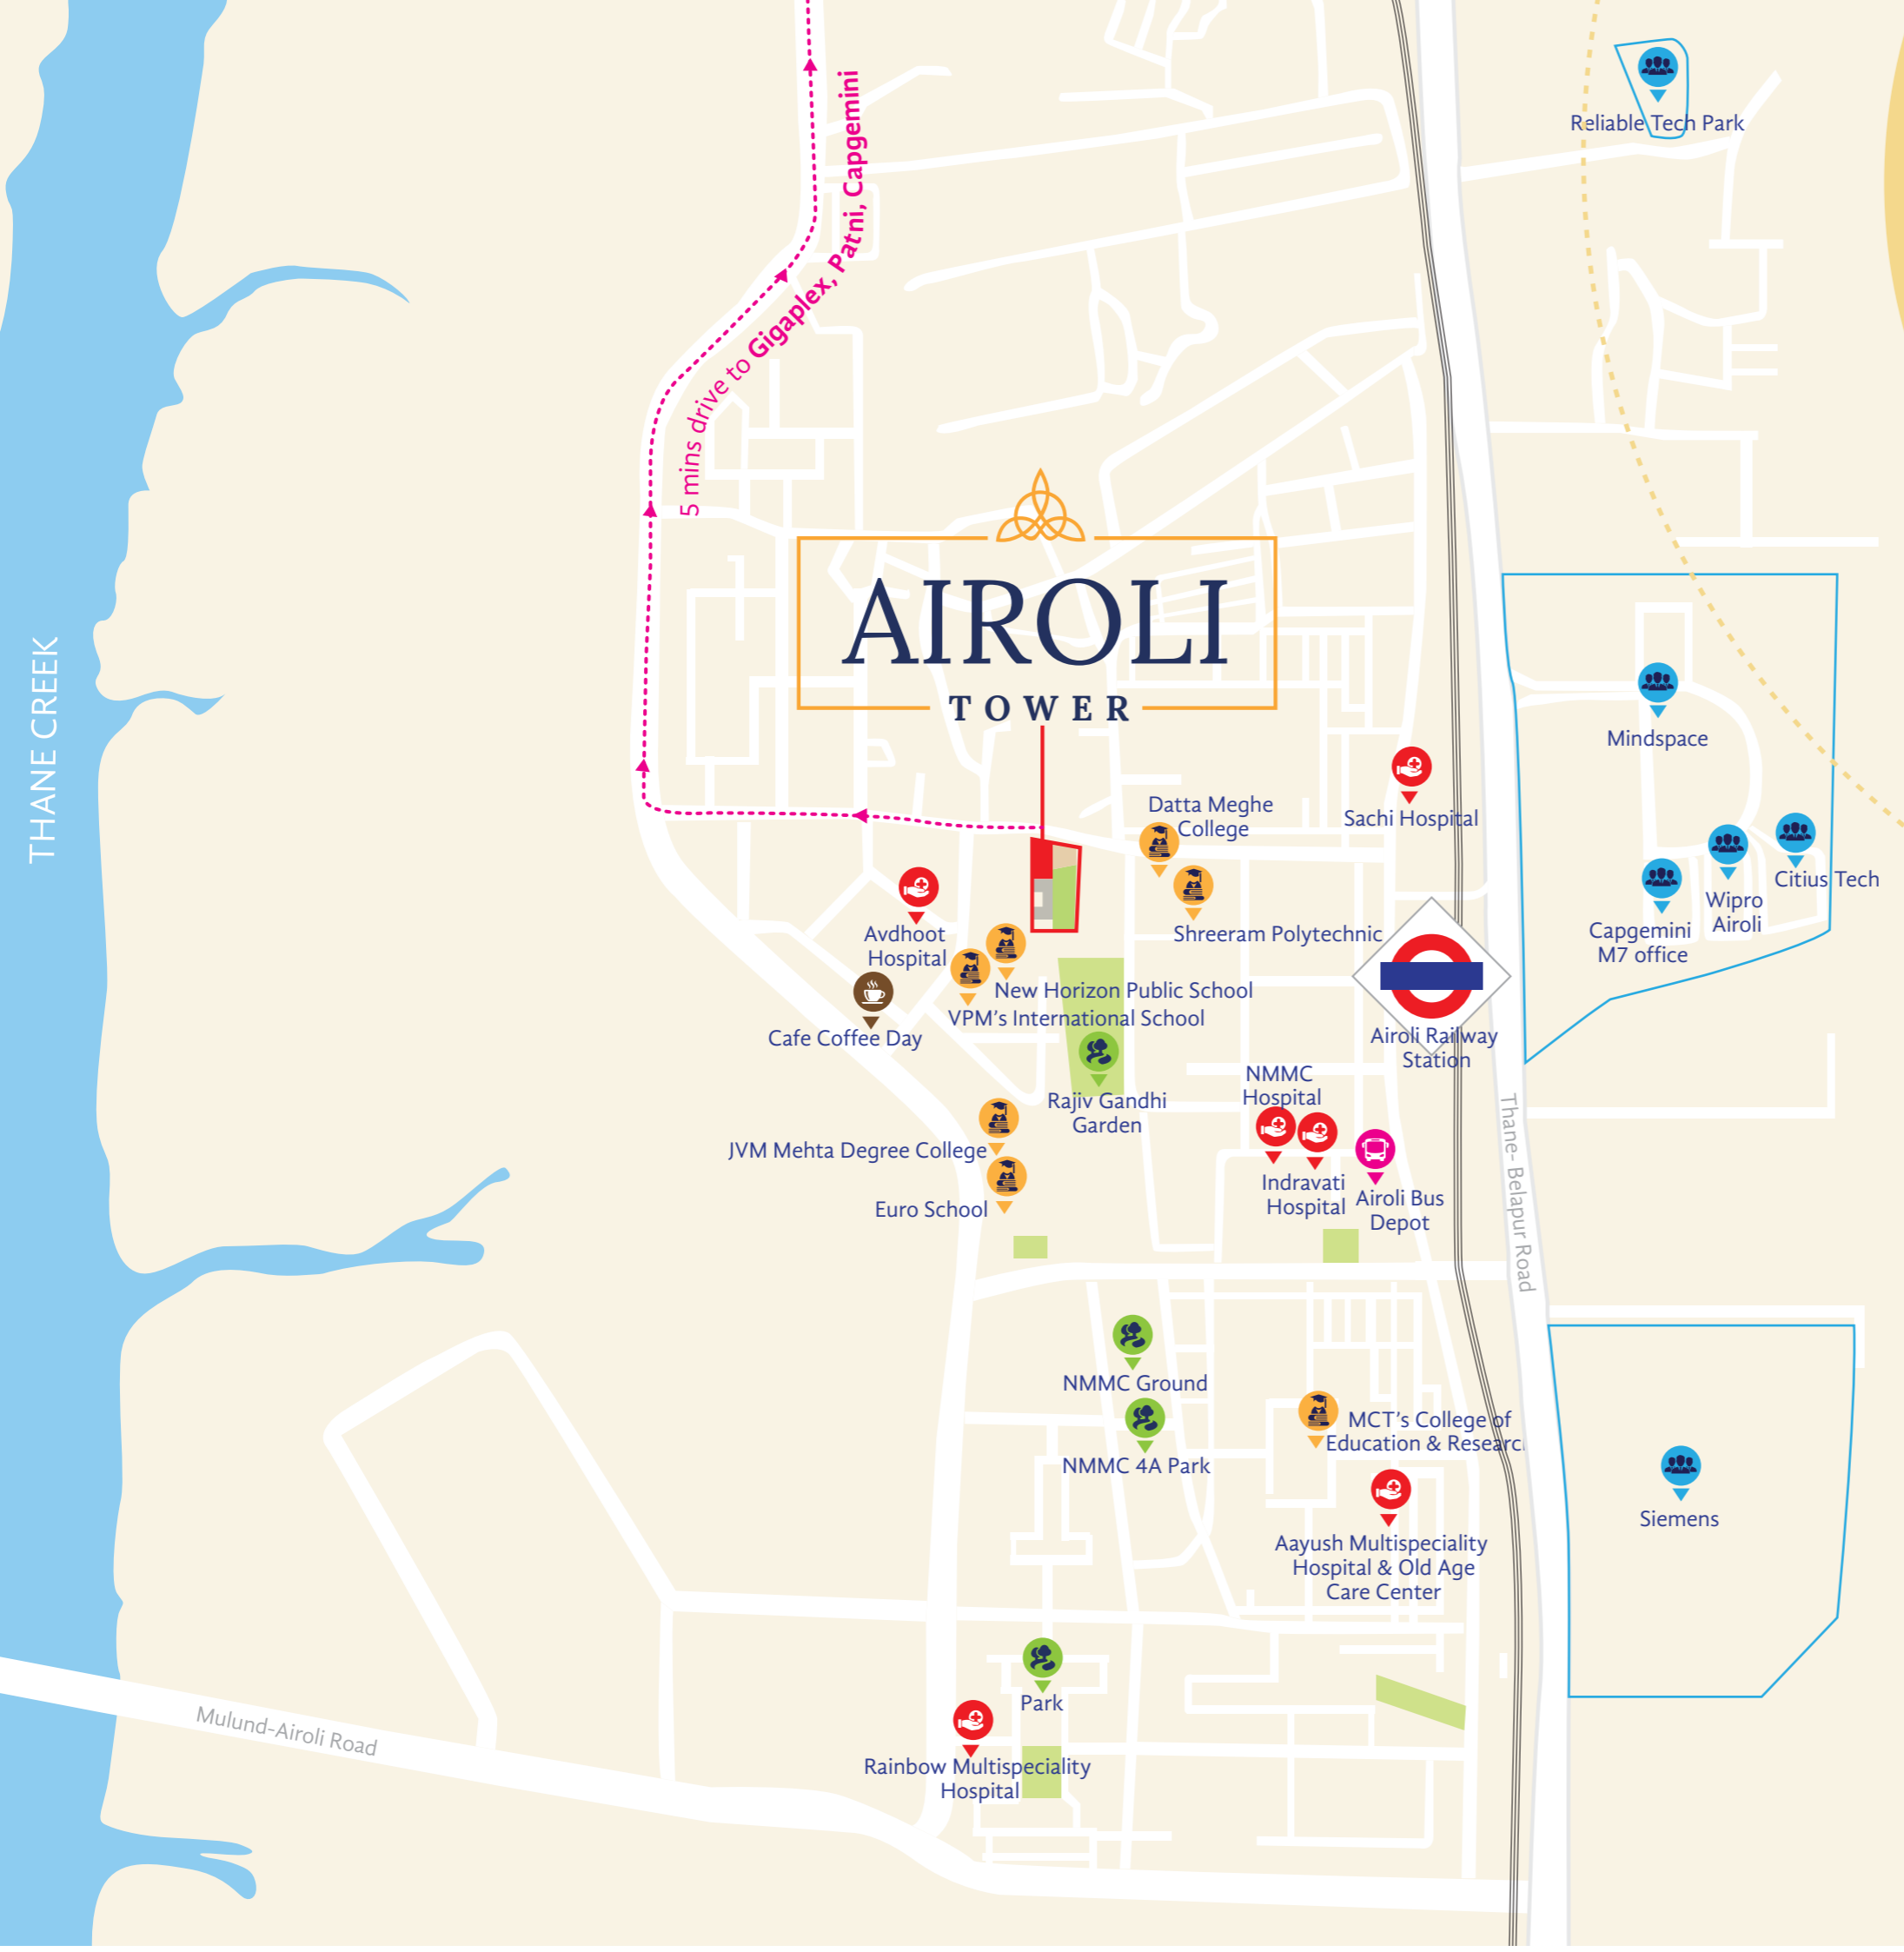 Reliable Tech Park
5 mins drive to Gigaplex, Patni, Capgemini
AIROLI
TOWER
THANE CREEK
Mindspace
Datta Meghe
College
Sachi Hospital
Citius Tech
Wipro
Airoli
Capgemini
M7 office
Avdhoot
Hospital
Shreeram Polytechnic
New Horizon Public School
VPM's International School
Cafe Coffee Day
Airoli Railway
Station
NMMC
Hospital
Rajiv Gandhi
Garden
JVM Mehta Degree College
Indravati
Hospital
Airoli Bus
Depot
Euro School
Thane- Belapur Road
NMMC Ground
MCT's College of
Education & Researc
NMMC 4A Park
Siemens
Aayush Multispeciality
Hospital & Old Age
Care Center
Park
Mulund-Airoli Road
Rainbow Multispeciality
Hospital